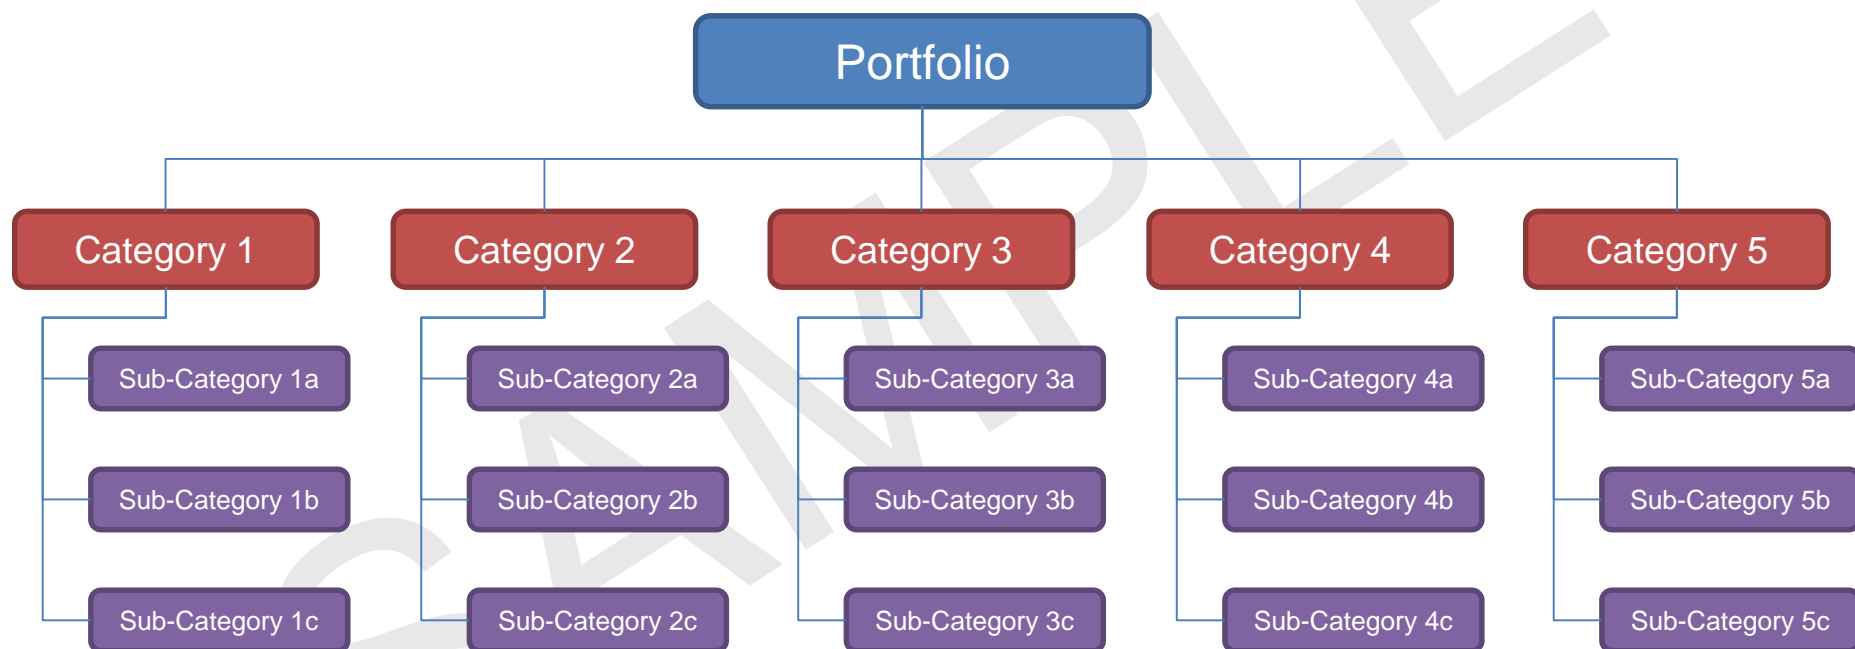 Portfolio
Category 1
Category 2
Category 3
Category 4
Category 5
Sub-Category 1a
Sub-Category 2a
Sub-Category 3a
Sub-Category 4a
Sub-Category 5a
Sub-Category 1b
Sub-Category 2b
Sub-Category 3b
Sub-Category 4b
Sub-Category 5b
Sub-Category 1c
Sub-Category 2c
Sub-Category 3c
Sub-Category 4c
Sub-Category 5c
SAMPLE